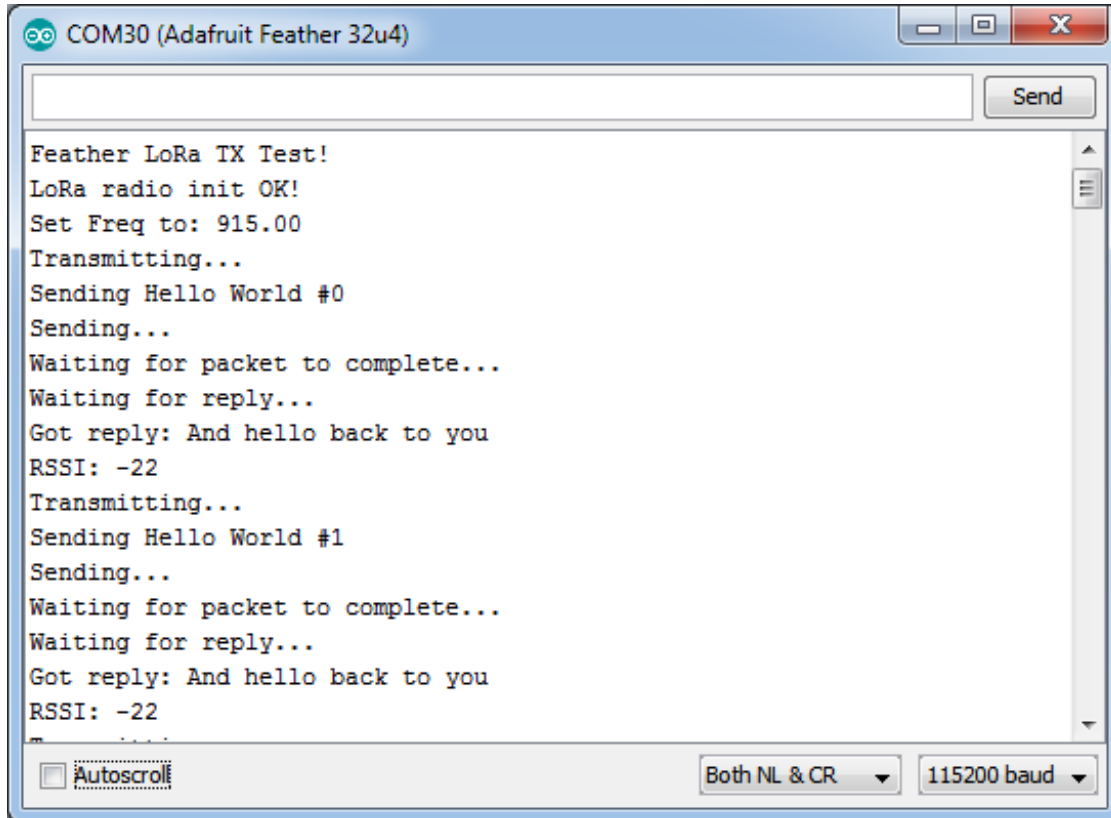 COM30 (Adafruit Feather 32u4)
Send
Feather LoRa TX Test!
LoRa radio init OK!
Set Freq to: 915.00
Transmitting...
Sending Hello World #0
Sending...
Waiting for packet to complete...
Waiting for reply...
Got reply: And hello back to you
RSSI: -22
Transmitting...
Sending Hello World #1
Sending...
Waiting for packet to complete...
Waiting for reply...
Got reply: And hello back to you
RSSI: -22
Autoscroll
Both NL & CR
115200 baud